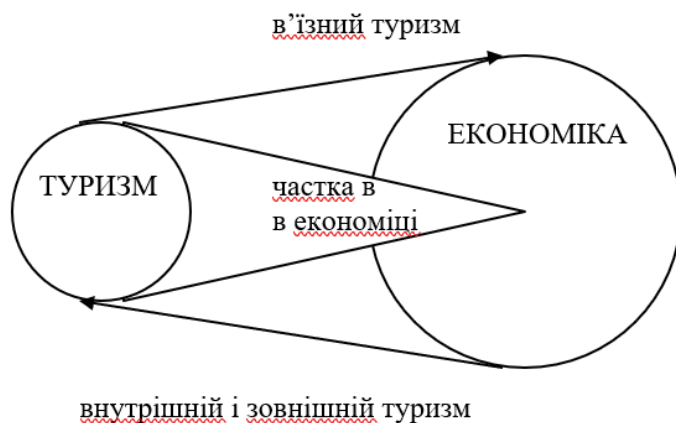 в’їзний туризм
ЕКОНОМІКА
ТУРИЗМ
частка в
в економіці
внутрішній і зовнішній туризм